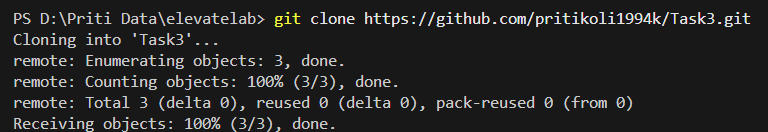 PS D:\Priti Data\elevatelab> git clone https://github.com/pritikoli1994k/Task3.git
Cloning into 'Task3'...
remote: Enumerating objects: 3, done.
remote: Counting objects: 100% (3/3), done.
remote: Total 3 (delta 0), reused 0 (delta 0), pack-reused 0 (from 0)
Receiving objects: 100% (3/3), done.